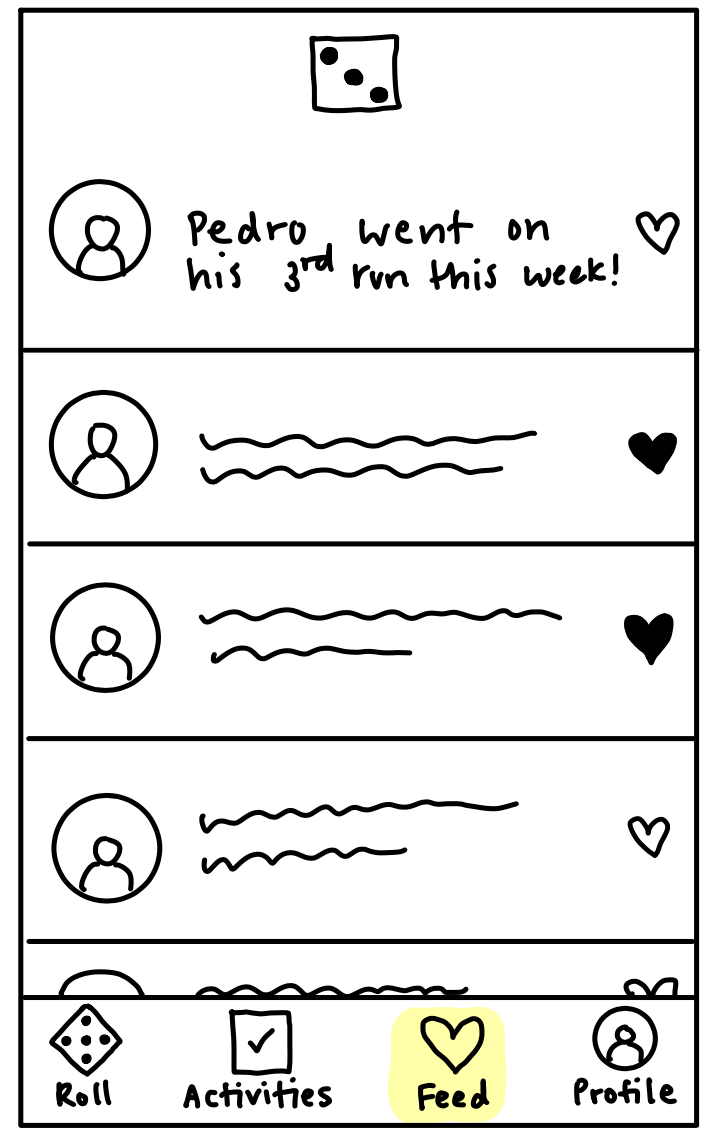 Pedro went on
his 3rd run this week!
Roll
Activities
Feed
Profile